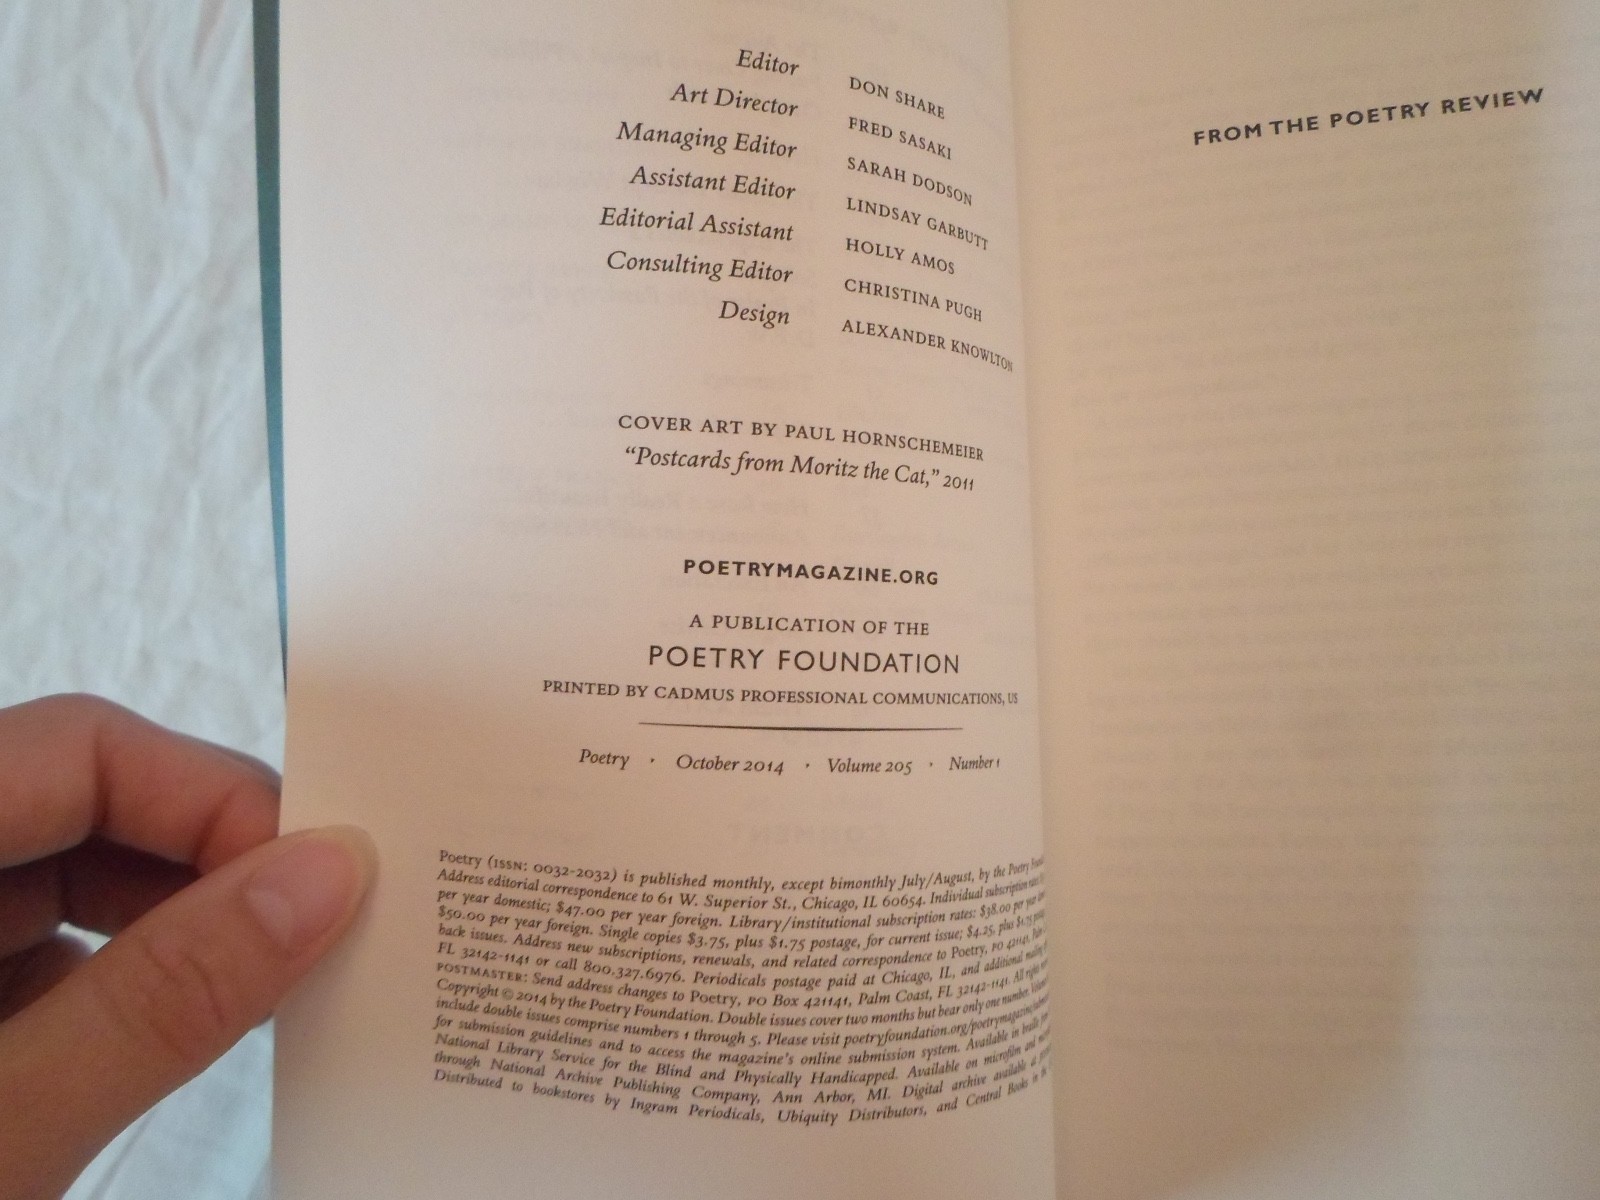 Editor DON SHARE
Art Director FRED SASAKI
Managing Editor SARAH DODSON
Assistant Editor LINDSAY GARBUTT
Editorial Assistant HOLLY AMOS
Consulting Editor CHRISTINA PUGH
Design ALEXANDER KNOWLTON
COVER ART BY PAUL HORNSCHEMEIER
“Postcards from Moritz the Cat,” 2011
POETRYMAGAZINE.ORG
A PUBLICATION OF THE
POETRY FOUNDATION
PRINTED BY CADMUS PROFESSIONAL COMMUNICATIONS, US
Poetry · October 2014 · Volume 205 · Number 1
Poetry (ISSN: 0032-2032) is published monthly, except bimonthly July/August, by the Poetry
Address editorial correspondence to 61 W. Superior St., Chicago, IL 60654. Individual subscription
per year domestic; $47.00 per year foreign. Library/institutional subscription rates: $38.00 per year
$50.00 per year foreign. Single copies $3.75, plus $1.75 postage, for current issue; $4.25, plus $1.75
back issues. Address new subscriptions, renewals, and related correspondence to Poetry, PO 421141,
FL 32142-1141 or call 800.327.6976. Periodicals postage paid at Chicago, IL, and additional mailing
POSTMASTER: Send address changes to Poetry, PO Box 421141, Palm Coast, FL 32142-1141. All rights
Copyright © 2014 by the Poetry Foundation. Double issues cover two months but bear only one number.
include double issues comprise numbers 1 through 5. Please visit poetryfoundation.org/poetrymagazine/
for submission guidelines and to access the magazine’s online submission system. Available in braille
National Library Service for the Blind and Physically Handicapped. Available on microfilm and
through National Archive Publishing Company, Ann Arbor, MI. Digital archive available at
Distributed to bookstores by Ingram Periodicals, Ubiquity Distributors, and Central Books in the
FROM THE POETRY REVIEW